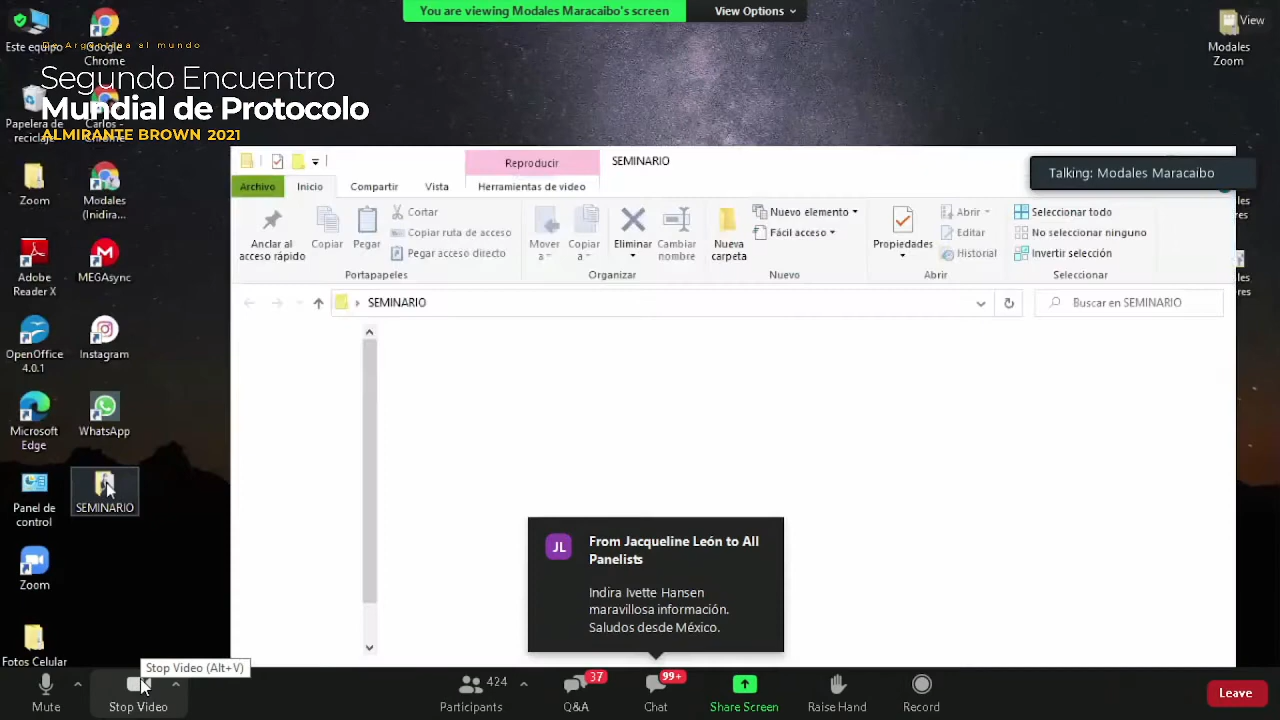 You are viewing Modales Maracaibo's screen
View Options
View
Este equipo
Google
Chrome
De Argentina al mundo
Segundo Encuentro
Mundial de Protocolo
ALMIRANTE BROWN 2021
Modales
Zoom
Papelera de
reciclaje
Carlos -
Chrome
Reproducir
SEMINARIO
Talking: Modales Maracaibo
Archivo
Inicio
Compartir
Vista
Herramientas de video
Zoom
Modales
(Indira...
Anclar al
acceso rápido
Copiar
Pegar
Cortar
Copiar ruta de acceso
Pegar acceso directo
Portapapeles
Mover
a
Copiar
a
Eliminar
Cambiar
nombre
Organizar
Nueva
carpeta
Nuevo elemento
Fácil acceso
Nuevo
Propiedades
Abrir
Editar
Historial
Abrir
Seleccionar todo
No seleccionar ninguno
Invertir selección
Seleccionar
Adobe
Reader X
MEGAsync
SEMINARIO
Buscar en SEMINARIO
OpenOffice
4.0.1
Instagram
Microsoft
Edge
WhatsApp
Panel de
control
SEMINARIO
Zoom
Fotos Celular
JL
From Jacqueline León to All
Panelists
Indira Ivette Hansen
maravillosa información.
Saludos desde México.
Stop Video (Alt+V)
Mute
Stop Video
424
Participants
37
Q&A
99+
Chat
Share Screen
Raise Hand
Record
Leave